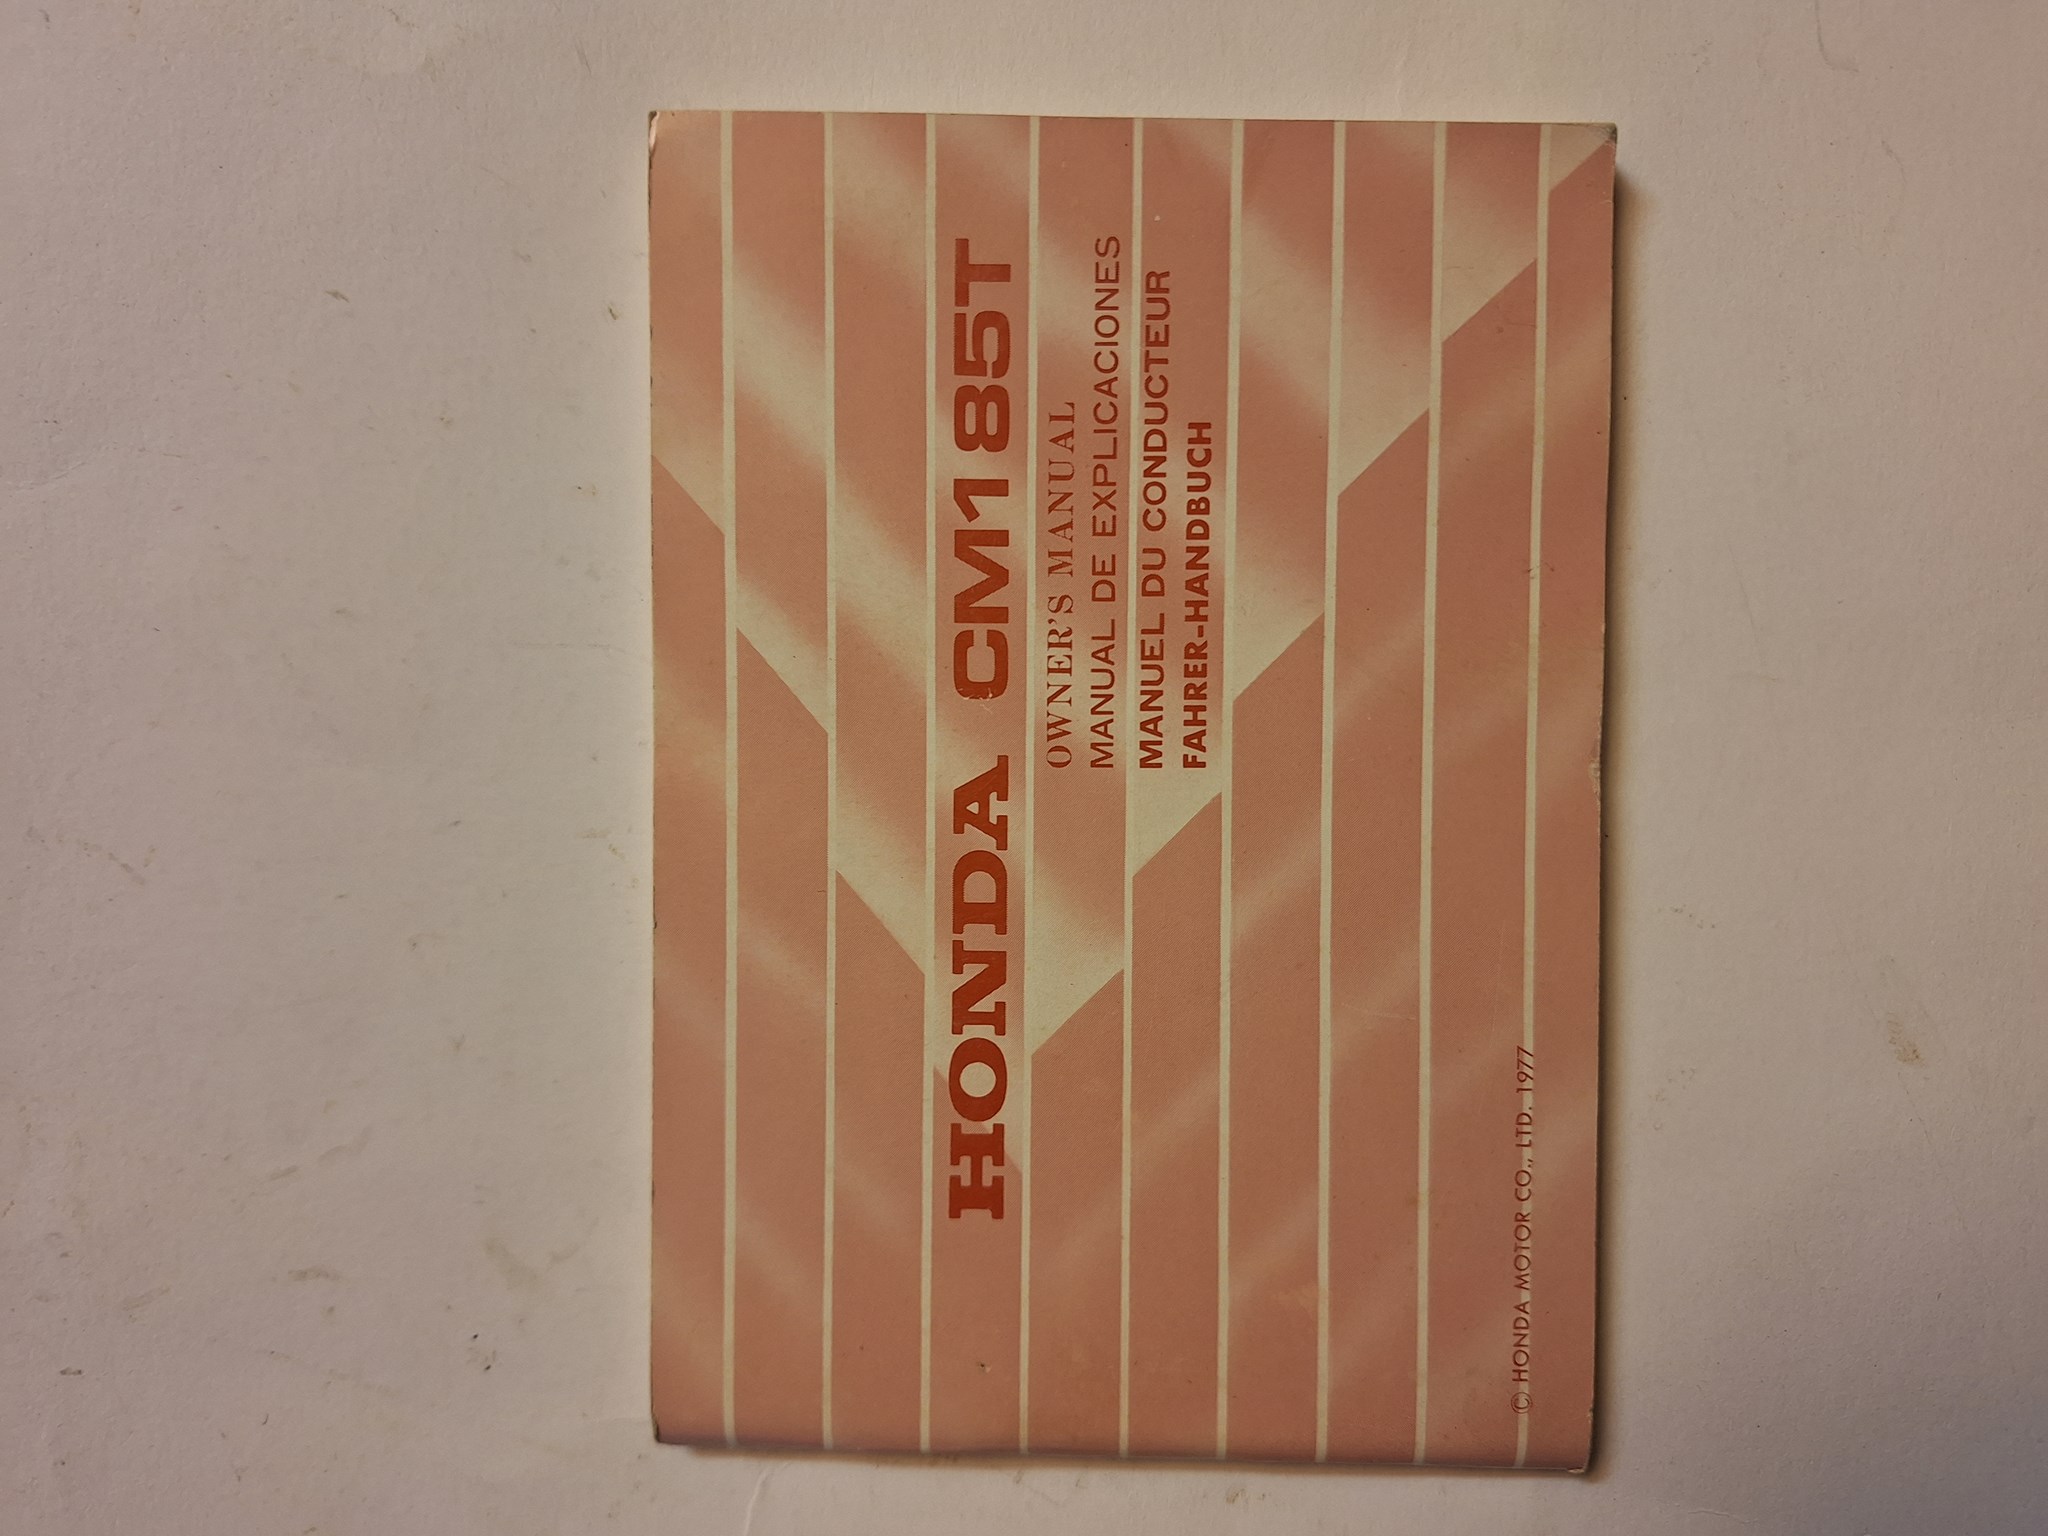 HONDA CM185T
OWNER'S MANUAL
MANUAL DE EXPLICACIONES
MANUEL DU CONDUCTEUR
FAHRER-HANDBUCH
© HONDA MOTOR CO., LTD. 1977